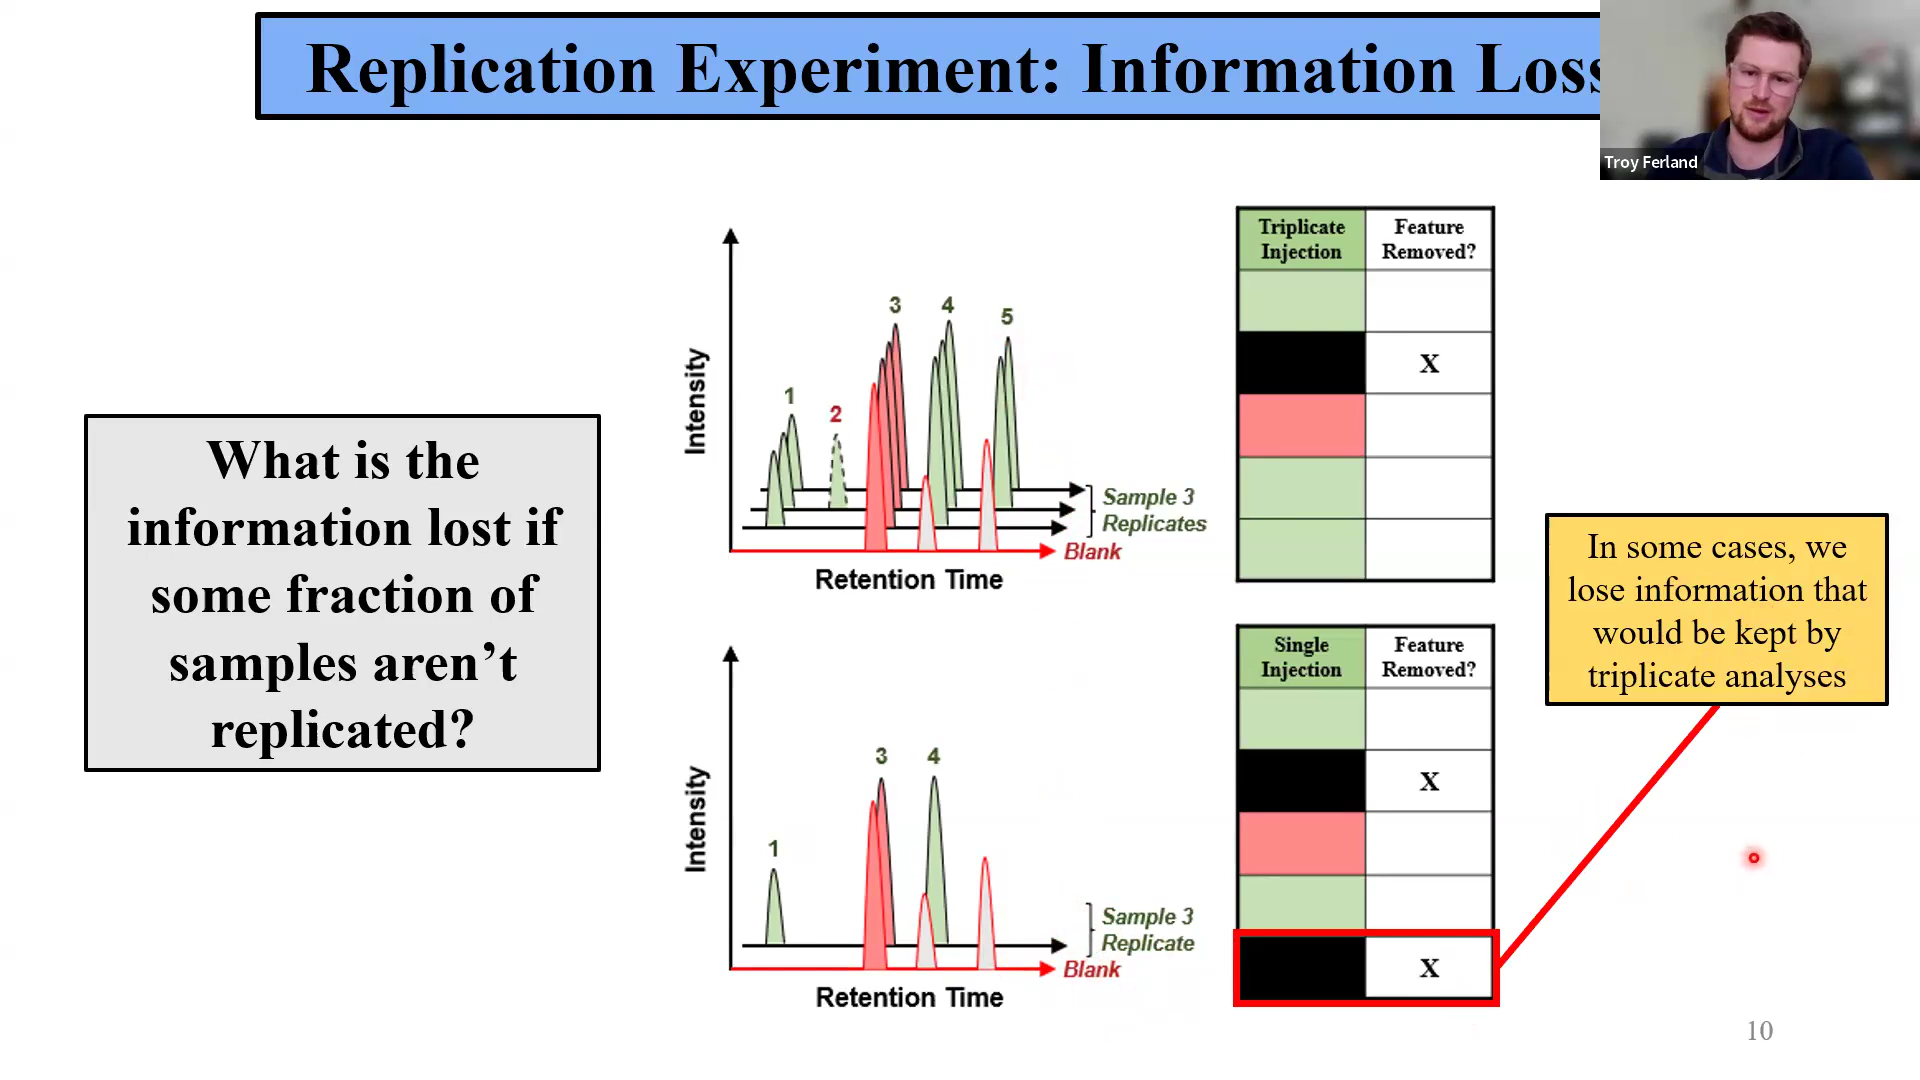 Replication Experiment: Information Loss
Troy Ferland
What is the
information lost if
some fraction of
samples aren't
replicated?
Intensity
1
2
3
4
5
Sample 3
Replicates
Blank
Retention Time
Triplicate
Injection
Feature
Removed?
X
Intensity
1
3
4
Sample 3
Replicate
Blank
Retention Time
Single
Injection
Feature
Removed?
X
X
In some cases, we
lose information that
would be kept by
triplicate analyses
10